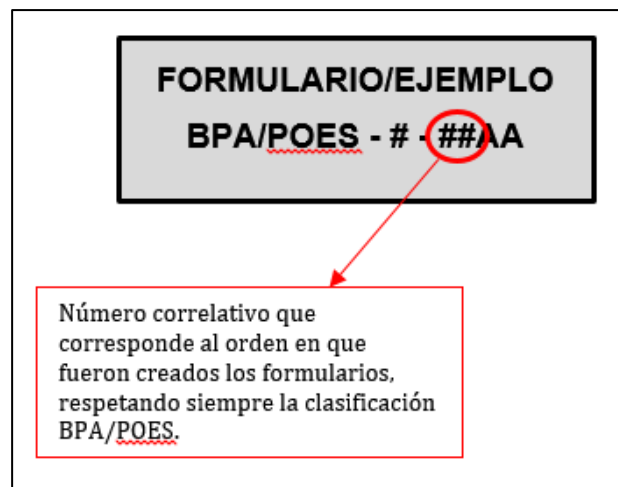 FORMULARIO/EJEMPLO
BPA/POES - # - ##AA
Número correlativo que
corresponde al orden en que
fueron creados los formularios,
respetando siempre la clasificación
BPA/POES.